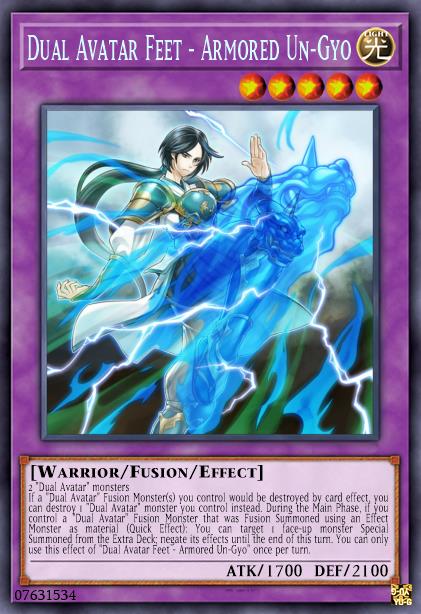 Dual Avatar Feet - Armored Un-Gyo
LIGHT
光
[Warrior/Fusion/Effect]
2 "Dual Avatar" monsters
If a "Dual Avatar" Fusion Monster(s) you control would be destroyed by card effect, you
can destroy 1 "Dual Avatar" monster you control instead. During the Main Phase, if you
control a "Dual Avatar" Fusion Monster that was Fusion Summoned using an Effect
Monster as material (Quick Effect): You can target 1 face-up monster Special
Summoned from the Extra Deck; negate its effects until the end of this turn. You can only
use this effect of "Dual Avatar Feet - Armored Un-Gyo" once per turn.
ATK/1700 DEF/2100
07631534